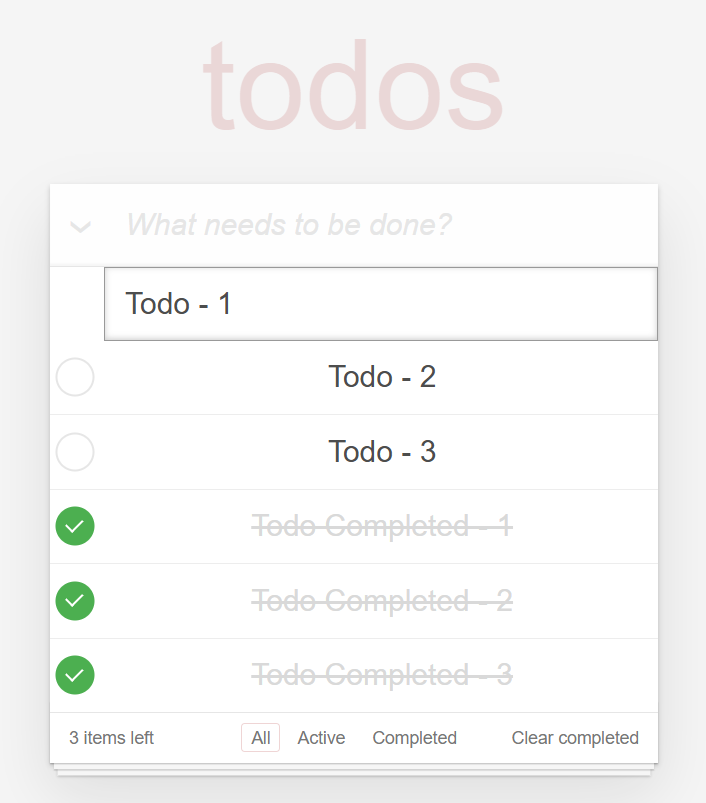 todos
What needs to be done?
Todo - 1
Todo - 2
Todo - 3
Todo Completed - 1
Todo Completed - 2
Todo Completed - 3
3 items left All Active Completed Clear completed